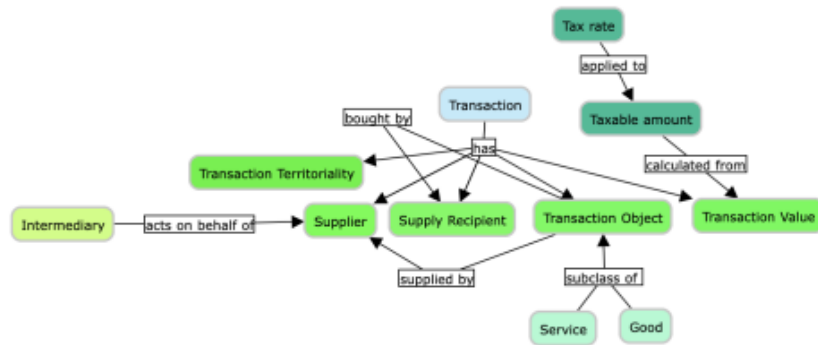 Tax rate
applied to
Transaction
bought by
Taxable amount
has
calculated from
Transaction Territoriality
Intermediary
acts on behalf of
Supplier
Supply Recipient
Transaction Object
Transaction Value
supplied by
subclass of
Service
Good